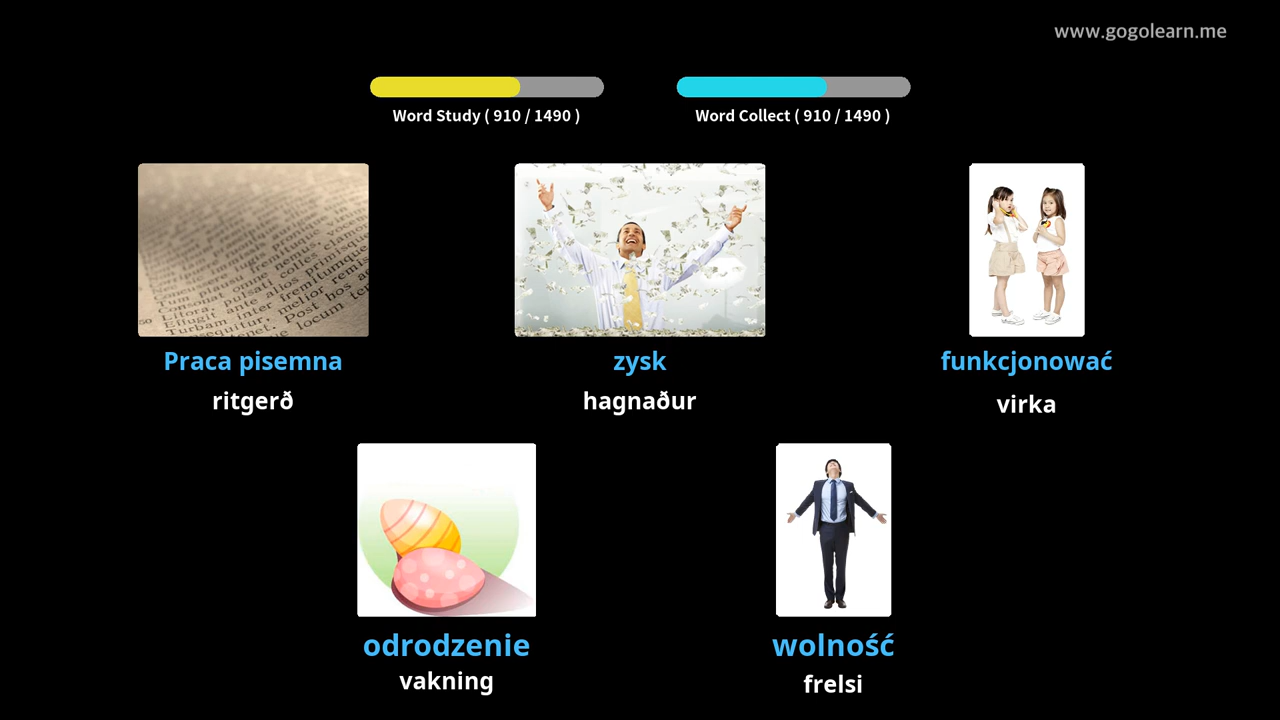 www.gogolearn.me
Word Study ( 910 / 1490 )
Word Collect ( 910 / 1490 )
Praca pisemna
ritgerð
zysk
hagnaður
funkcjonować
virka
odrodzenie
vakning
wolność
frelsi